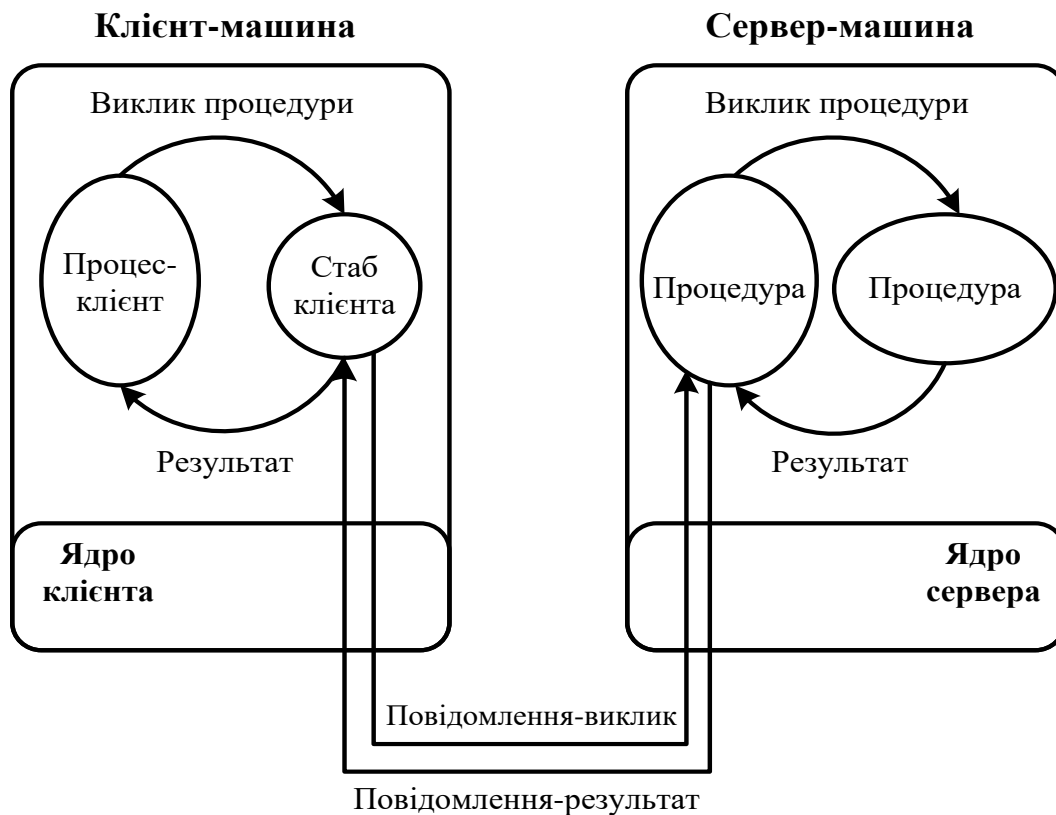 Клієнт-машина
Сервер-машина
Виклик процедури
Виклик процедури
Процес-
клієнт
Стаб
клієнта
Процедура
Процедура
Результат
Результат
Ядро
клієнта
Ядро
сервера
Повідомлення-виклик
Повідомлення-результат